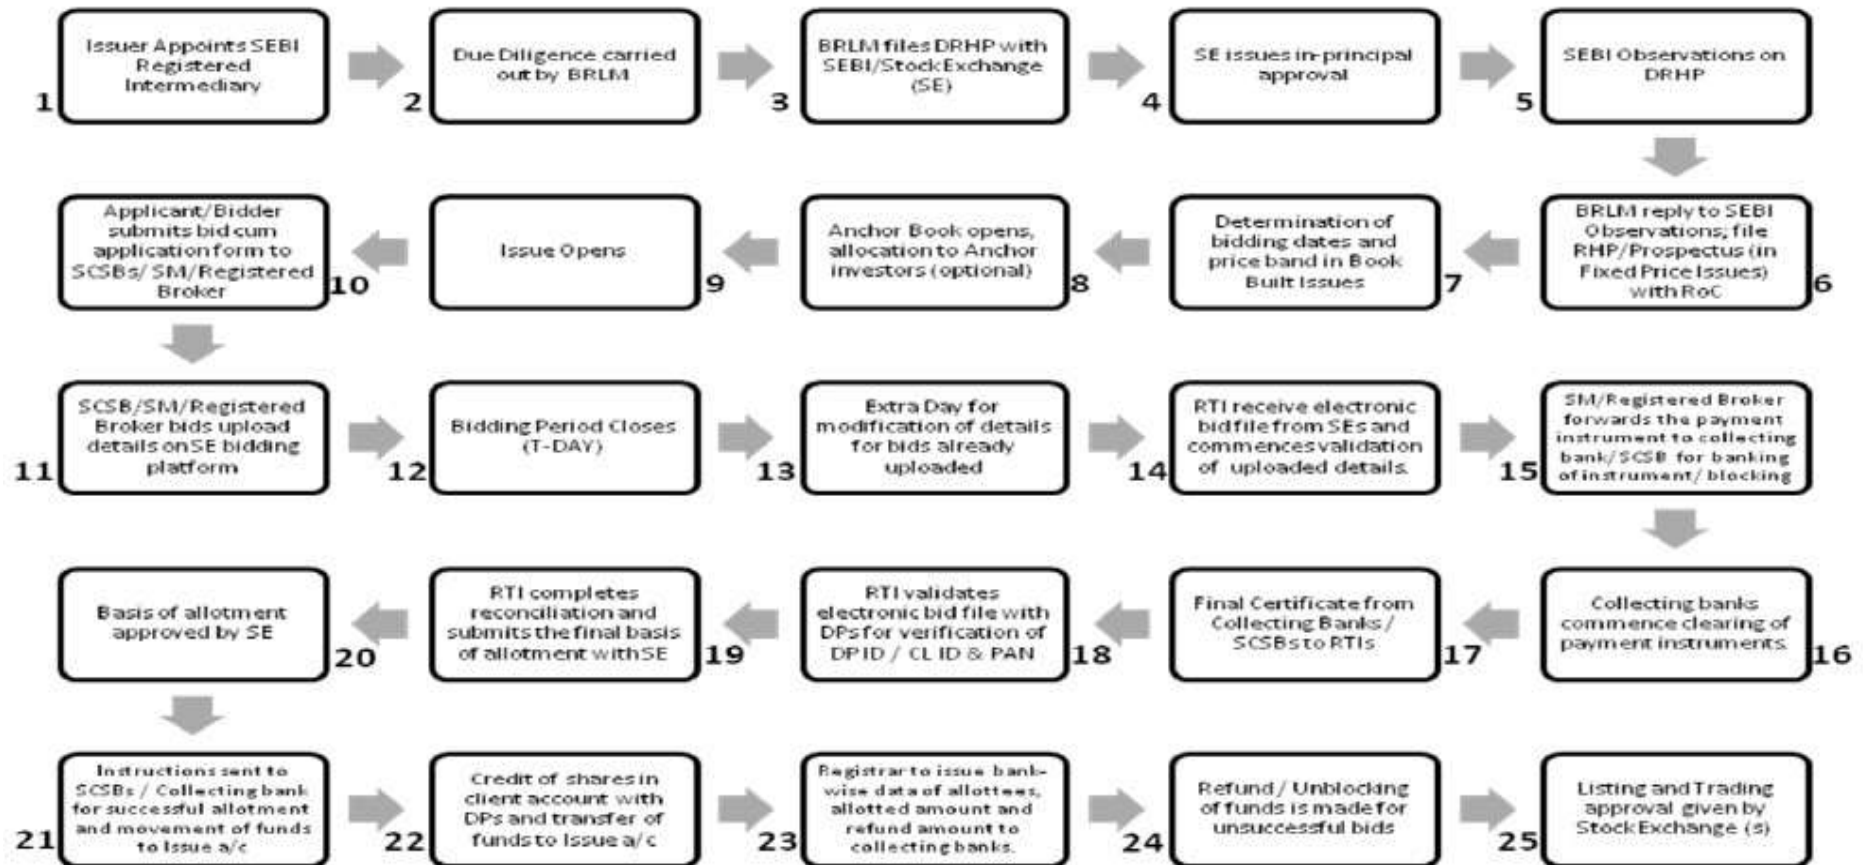 1
Issuer Appoints SEBI
Registered
Intermediary
2
Due Diligence carried
out by BRLM
3
BRLM files DRHP with
SEBI/Stock Exchange
(SE)
4
SE issues in-principal
approval
5
SEBI Observations on
DRHP
BRLM reply to SEBI
Observations; file
RHP/Prospectus (in
Fixed Price Issues)
with RoC
6
Determination of
bidding dates and
price band in Book
Built Issues
7
Anchor Book opens,
allocation to Anchor
investors (optional)
8
Issue Opens
9
Applicant/Bidder
submits bid cum
application form to
SCSBs/ SM/Registered
Broker
10
11
SCSB/SM/Registered
Broker bids upload
details on SE bidding
platform
12
Bidding Period Closes
(T-DAY)
13
Extra Day for
modification of details
for bids already
uploaded
14
RTI receive electronic
bid file from SEs and
commences validation
of uploaded details.
15
SM/Registered Broker
forwards the payment
instrument to collecting
bank/ SCSB for banking
of instrument/ blocking
Collecting banks
commence clearing of
payment instruments.
16
Final Certificate from
Collecting Banks /
SCSBs to RTIs
17
RTI validates
electronic bid file with
DPs for verification of
DPID / CL ID & PAN
18
RTI completes
reconciliation and
submits the final basis
of allotment with SE
19
Basis of allotment
approved by SE
20
21
Instructions sent to
SCSBs / Collecting bank
for successful allotment
and movement of funds
to Issue a/c
22
Credit of shares in
client account with
DPs and transfer of
funds to Issue a/c
23
Registrar to issue bank-
wise data of allottees,
allotted amount and
refund amount to
collecting banks.
24
Refund / Unblocking
of funds is made for
unsuccessful bids
25
Listing and Trading
approval given by
Stock Exchange (s)